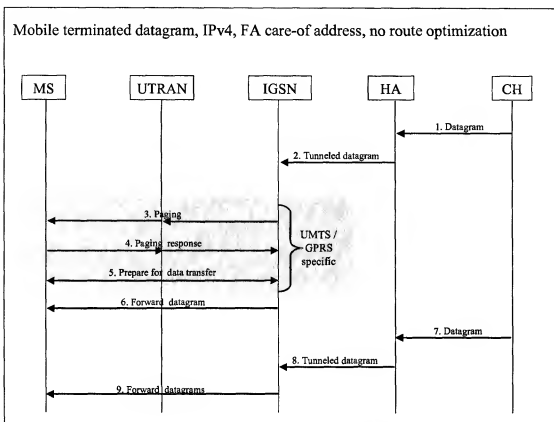 Mobile terminated datagram, IPv4, FA care-of address, no route optimization
MS UTRAN IGSN HA CH
1. Datagram
2. Tunneled datagram
3. Paging
4. Paging response
UMTS /
GPRS
specific
5. Prepare for data transfer
6. Forward datagram
7. Datagram
8. Tunneled datagram
9. Forward datagrams